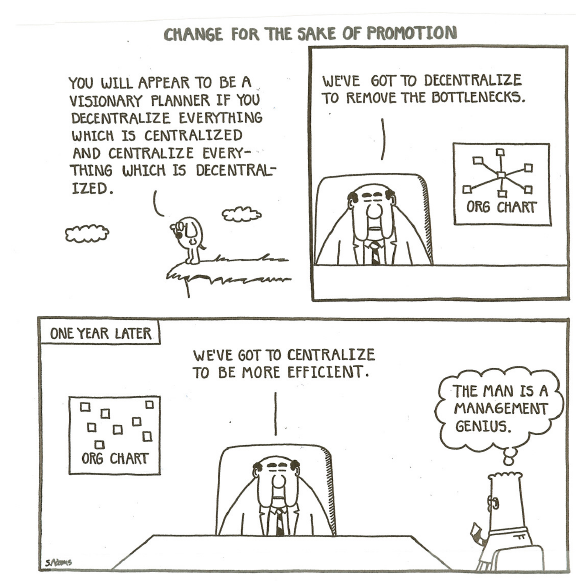 CHANGE FOR THE SAKE OF PROMOTION
YOU WILL APPEAR TO BE A
VISIONARY PLANNER IF YOU
DECENTRALIZE EVERYTHING
WHICH IS CENTRALIZED
AND CENTRALIZE EVERY-
THING WHICH IS DECENTRAL-
IZED.
WE'VE GOT TO DECENTRALIZE
TO REMOVE THE BOTTLENECKS.
ORG CHART
ONE YEAR LATER
WE'VE GOT TO CENTRALIZE
TO BE MORE EFFICIENT.
ORG CHART
THE MAN IS A
MANAGEMENT
GENIUS.
S.Adams